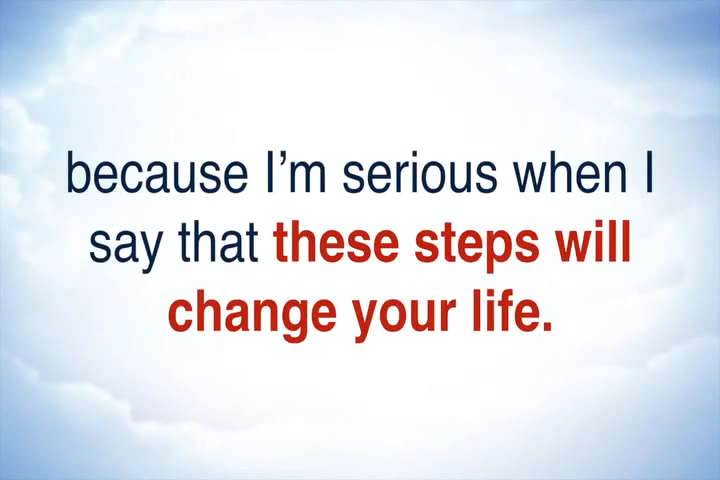 because I’m serious when I
say that these steps will
change your life.